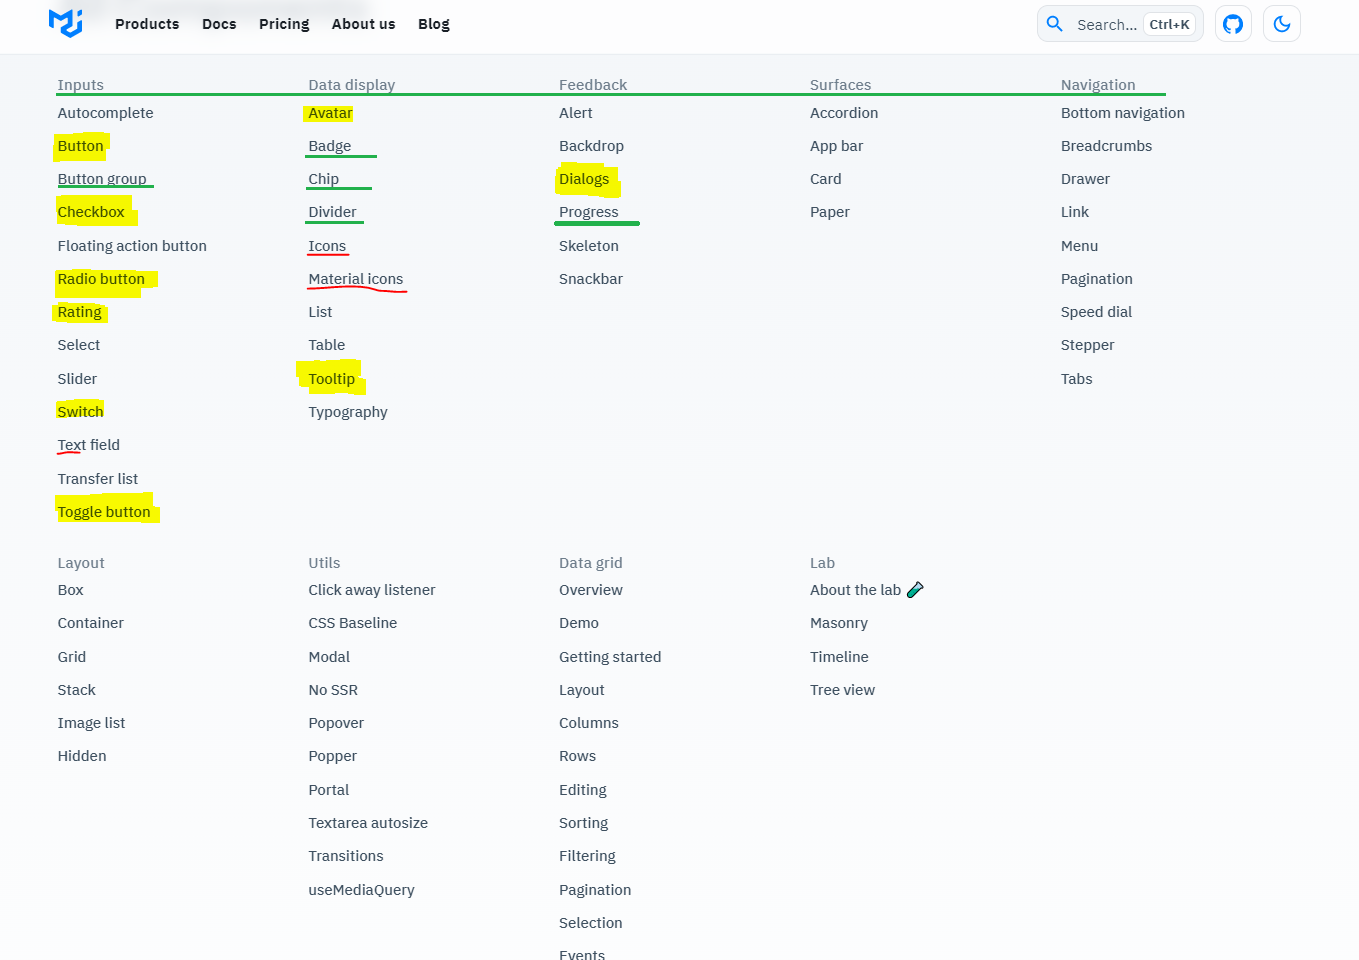 Products Docs Pricing About us Blog Search... Ctrl+K
Inputs
Autocomplete
Button
Button group
Checkbox
Floating action button
Radio button
Rating
Select
Slider
Switch
Text field
Transfer list
Toggle button
Data display
Avatar
Badge
Chip
Divider
Icons
Material icons
List
Table
Tooltip
Typography
Feedback
Alert
Backdrop
Dialogs
Progress
Skeleton
Snackbar
Surfaces
Accordion
App bar
Card
Paper
Navigation
Bottom navigation
Breadcrumbs
Drawer
Link
Menu
Pagination
Speed dial
Stepper
Tabs
Layout
Box
Container
Grid
Stack
Image list
Hidden
Utils
Click away listener
CSS Baseline
Modal
No SSR
Popover
Popper
Portal
Textarea autosize
Transitions
useMediaQuery
Data grid
Overview
Demo
Getting started
Layout
Columns
Rows
Editing
Sorting
Filtering
Pagination
Selection
Events
Lab
About the lab
Masonry
Timeline
Tree view